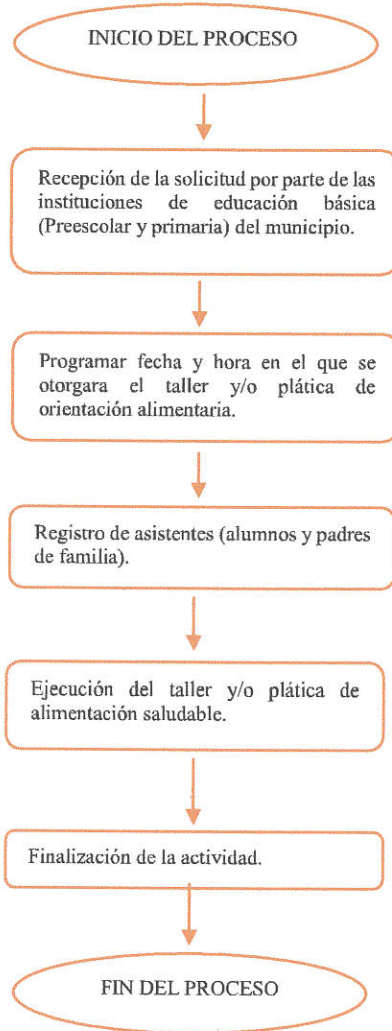 INICIO DEL PROCESO
Recepción de la solicitud por parte de las
instituciones de educación básica
(Preescolar y primaria) del municipio.
Programar fecha y hora en el que se
otorgara el taller y/o plática de
orientación alimentaria.
Registro de asistentes (alumnos y padres
de familia).
Ejecución del taller y/o plática de
alimentación saludable.
Finalización de la actividad.
FIN DEL PROCESO